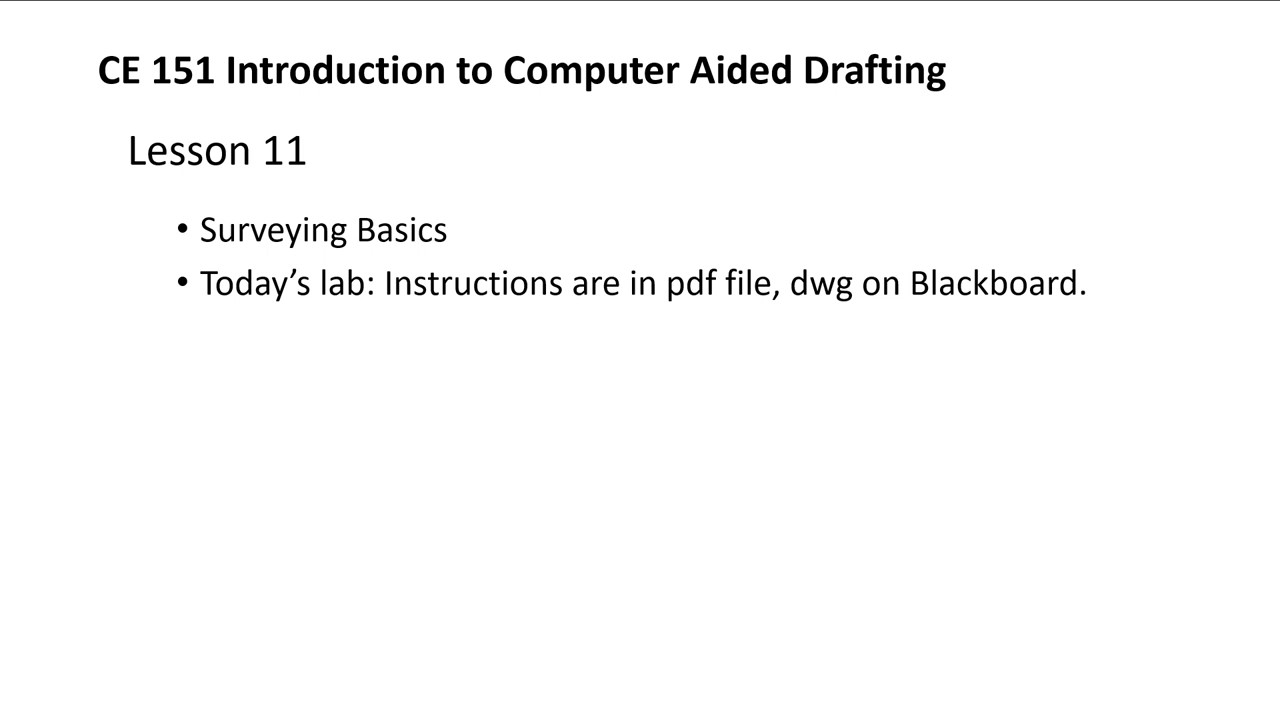 CE 151 Introduction to Computer Aided Drafting
Lesson 11
• Surveying Basics
• Today’s lab: Instructions are in pdf file, dwg on Blackboard.